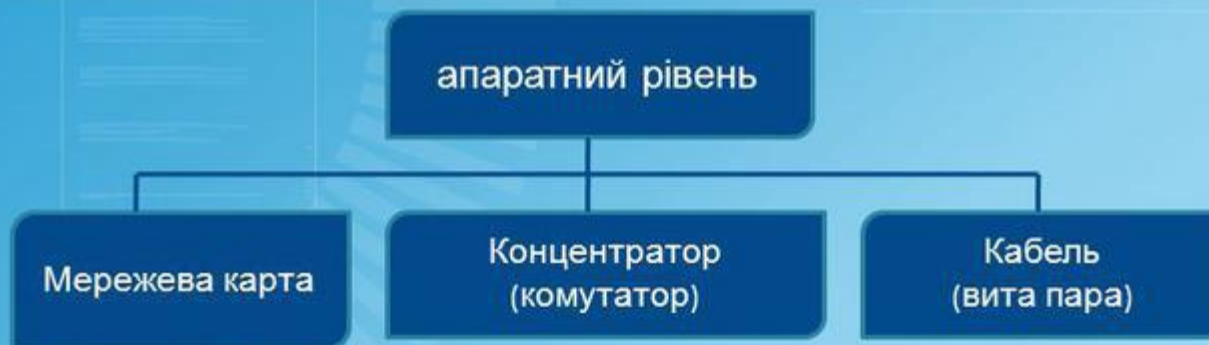 апаратний рівень
Мережева карта
Концентратор
(комутатор)
Кабель
(вита пара)